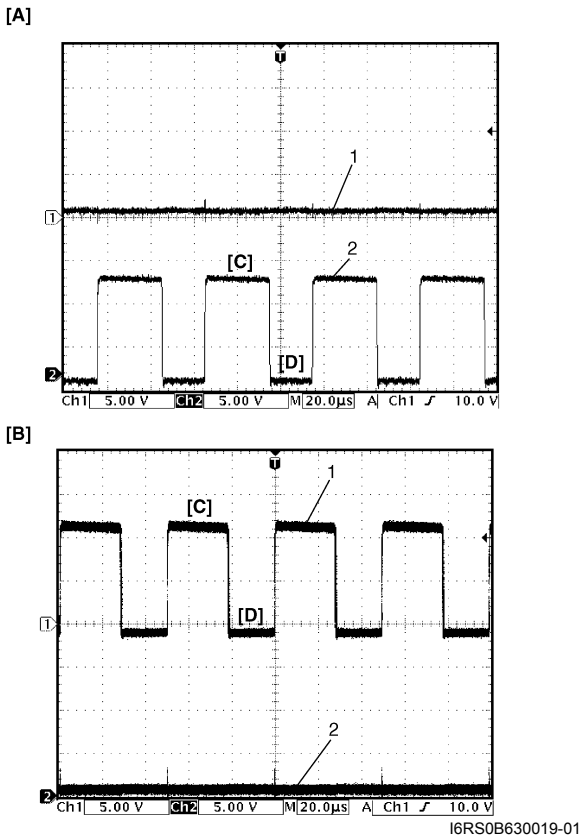 [A]
T
1
1
2
[C]
[D]
2
Ch1 5.00 V Ch2 5.00 V M 20.0µs A Ch1 ƒ 10.0 V
[B]
T
1
[C]
[D]
1
2
2
Ch1 5.00 V Ch2 5.00 V M 20.0µs A Ch1 ƒ 10.0 V
I6RS0B630019-01